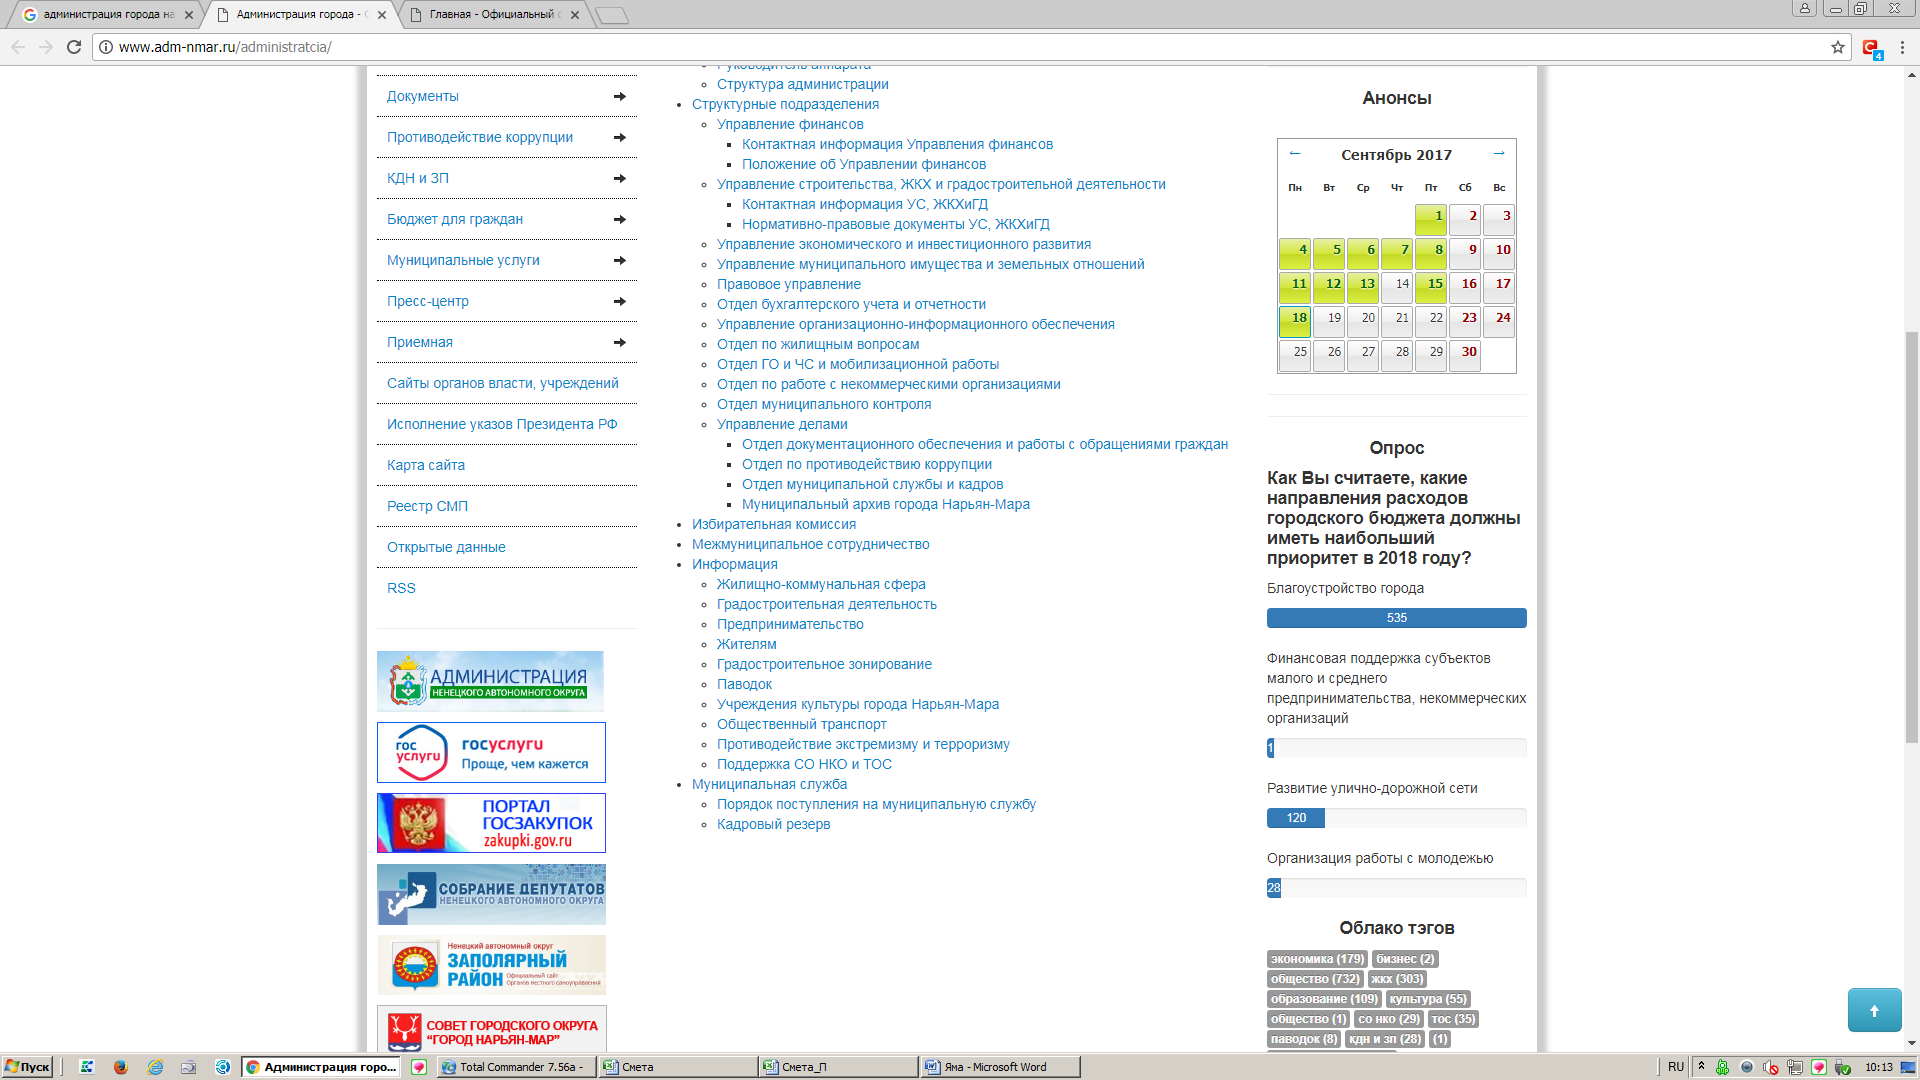 администрация города на
Администрация города - О
Главная - Официальный с
www.adm-nmar.ru/administratcia/
4
Документы
Противодействие коррупции
КДН и ЗП
Бюджет для граждан
Муниципальные услуги
Пресс-центр
Приемная
Сайты органов власти, учреждений
Исполнение указов Президента РФ
Карта сайта
Реестр СМП
Открытые данные
RSS
АДМИНИСТРАЦИЯ
НЕНЕЦКОГО АВТОНОМНОГО ОКРУГА
гос
услуги
госуслуги
Проще, чем кажется
ПОРТАЛ
ГОСЗАКУПОК
zakupki.gov.ru
СОБРАНИЕ ДЕПУТАТОВ
НЕНЕЦКОГО АВТОНОМНОГО ОКРУГА
Ненецкий автономный округ
ЗАПОЛЯРНЫЙ
РАЙОН
Официальный сайт
Органов местного самоуправления
СОВЕТ ГОРОДСКОГО ОКРУГА
"ГОРОД НАРЬЯН-МАР"
Руководитель аппарата
Структура администрации
Структурные подразделения
Управление финансов
Контактная информация Управления финансов
Положение об Управлении финансов
Управление строительства, ЖКХ и градостроительной деятельности
Контактная информация УС, ЖКХиГД
Нормативно-правовые документы УС, ЖКХиГД
Управление экономического и инвестиционного развития
Управление муниципального имущества и земельных отношений
Правовое управление
Отдел бухгалтерского учета и отчетности
Управление организационно-информационного обеспечения
Отдел по жилищным вопросам
Отдел ГО и ЧС и мобилизационной работы
Отдел по работе с некоммерческими организациями
Отдел муниципального контроля
Управление делами
Отдел документационного обеспечения и работы с обращениями граждан
Отдел по противодействию коррупции
Отдел муниципальной службы и кадров
Муниципальный архив города Нарьян-Мара
Избирательная комиссия
Межмуниципальное сотрудничество
Информация
Жилищно-коммунальная сфера
Градостроительная деятельность
Предпринимательство
Жителям
Градостроительное зонирование
Паводок
Учреждения культуры города Нарьян-Мара
Общественный транспорт
Противодействие экстремизму и терроризму
Поддержка СО НКО и ТОС
Муниципальная служба
Порядок поступления на муниципальную службу
Кадровый резерв
Анонсы
← Сентябрь 2017 →
Пн Вт Ср Чт Пт Сб Вс
1 2 3
4 5 6 7 8 9 10
11 12 13 14 15 16 17
18 19 20 21 22 23 24
25 26 27 28 29 30
Опрос
Как Вы считаете, какие
направления расходов
городского бюджета должны
иметь наибольший
приоритет в 2018 году?
Благоустройство города
535
Финансовая поддержка субъектов
малого и среднего
предпринимательства, некоммерческих
организаций
1
Развитие улично-дорожной сети
120
Организация работы с молодежью
28
Облако тэгов
экономика (179) бизнес (2)
общество (732) жкх (303)
образование (109) культура (55)
общество (1) со нко (29) тос (35)
паводок (8) кдн и зп (28) (1)
Пуск
Администрация горо...
Total Commander 7.56a -
Смета
Смета_П
Яма - Microsoft Word
RU
10:13